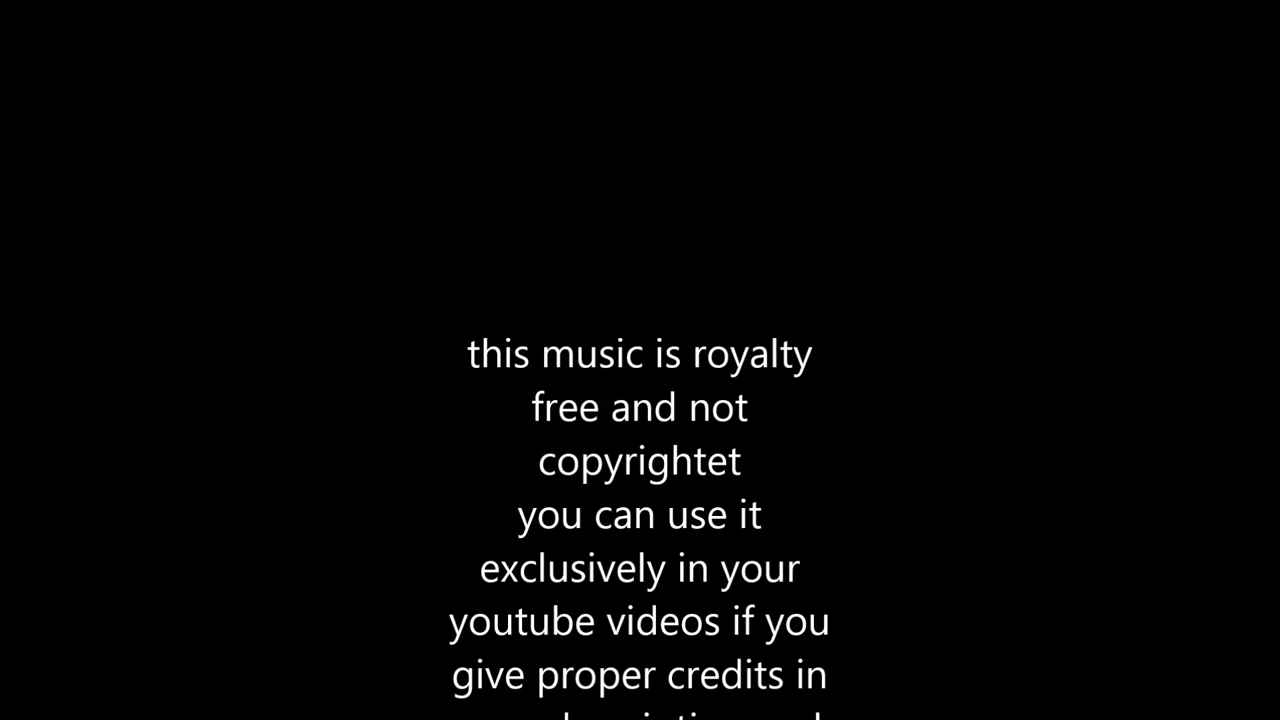 this music is royalty
free and not
copyrightet
you can use it
exclusively in your
youtube videos if you
give proper credits in